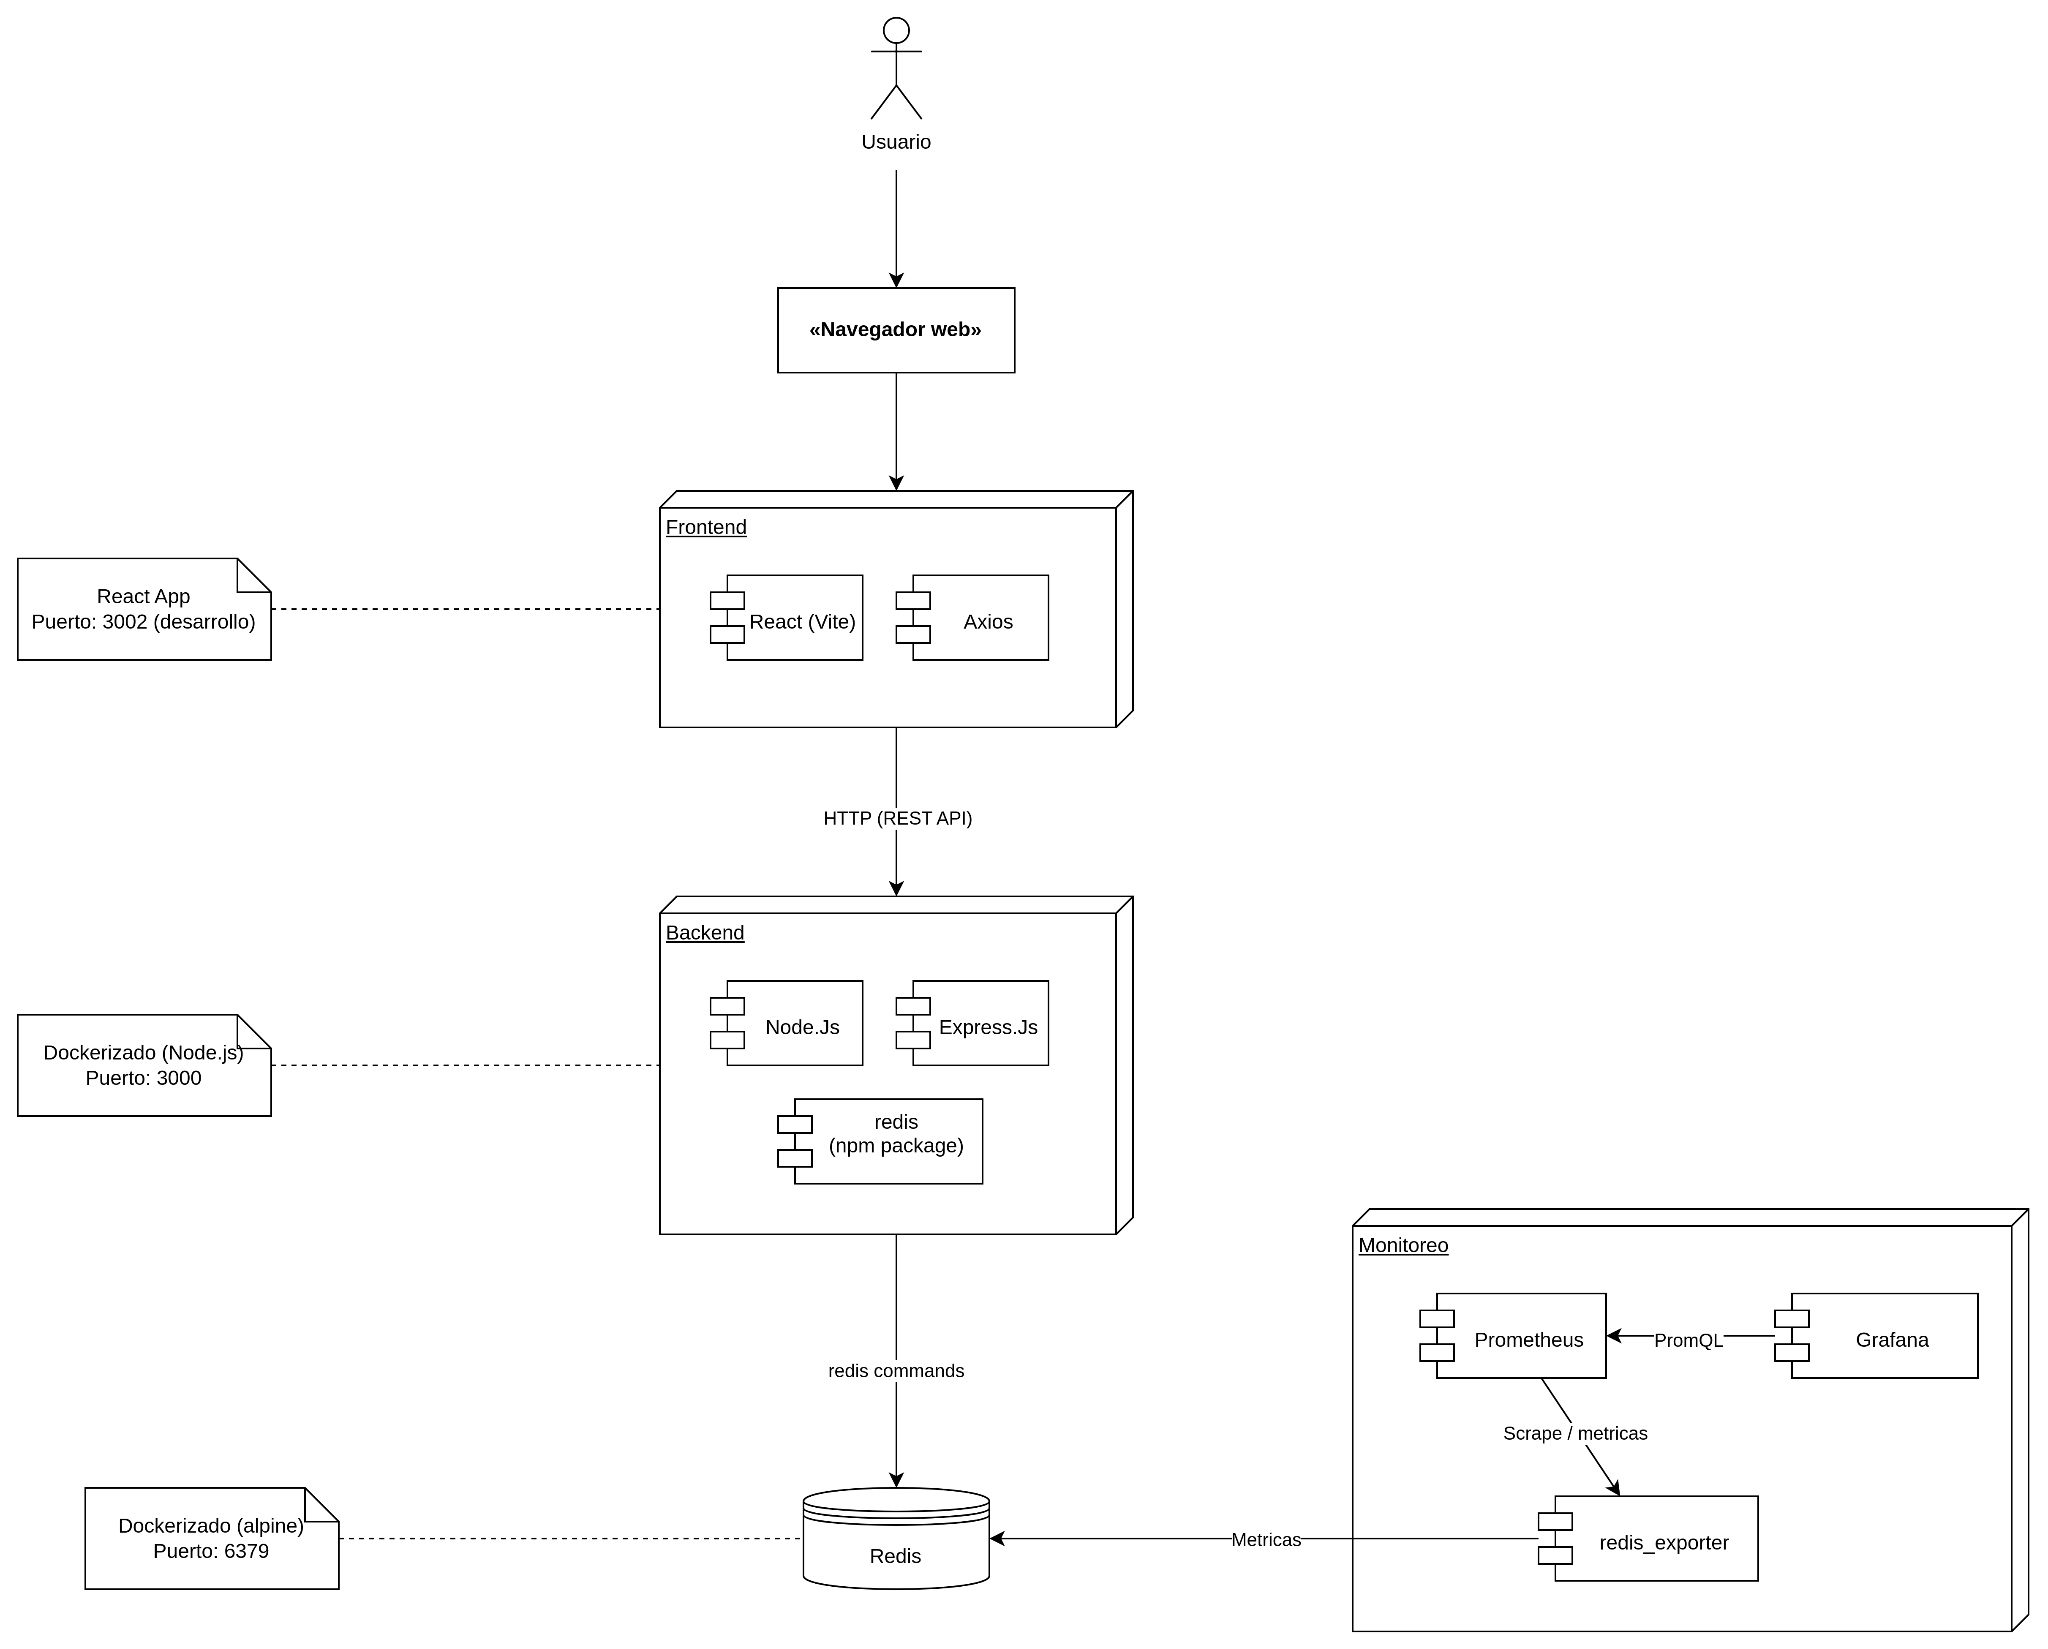 Usuario
«Navegador web»
Frontend
React App
Puerto: 3002 (desarrollo)
React (Vite)
Axios
HTTP (REST API)
Backend
Dockerizado (Node.js)
Puerto: 3000
Node.Js
Express.Js
redis
(npm package)
Monitoreo
Prometheus
PromQL
Grafana
redis commands
Scrape / metricas
Dockerizado (alpine)
Puerto: 6379
Redis
Metricas
redis_exporter